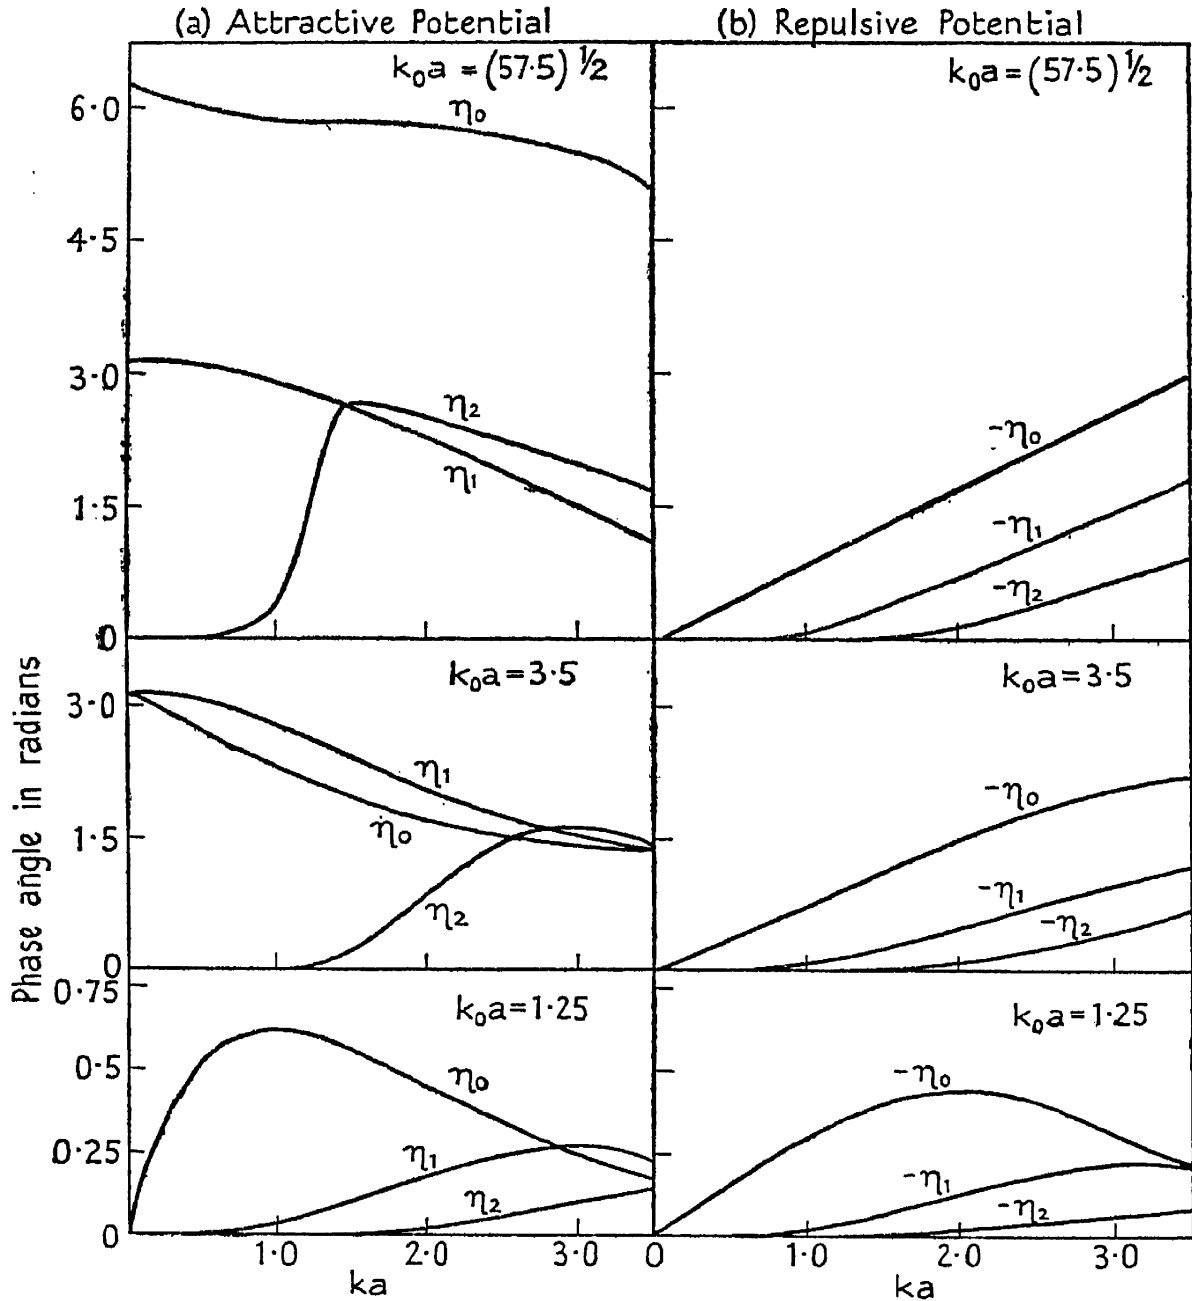 (a) Attractive Potential
(b) Repulsive Potential
k₀a = (57·5) ½
k₀a = (57·5) ½
6·0
η₀
4·5
3·0
η₂
η₁
-η₀
1·5
-η₁
-η₂
0
k₀a = 3·5
k₀a = 3·5
Phase angle in radians
3·0
η₁
η₀
-η₀
1·5
η₂
-η₁
-η₂
0
0·75
k₀a = 1·25
k₀a = 1·25
0·5
η₀
-η₀
0·25
η₁
η₂
-η₁
-η₂
0
1·0 2·0 3·0 0 1·0 2·0 3·0
ka
ka